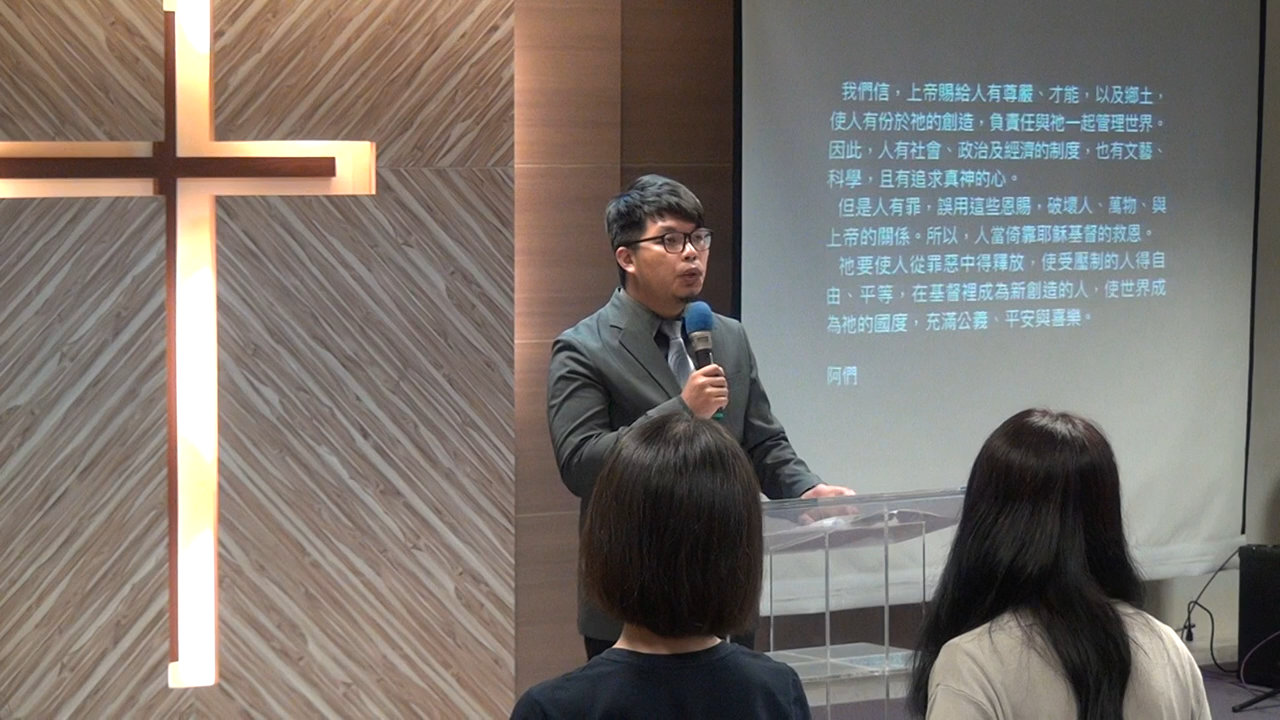 我們信，上帝賜給人有尊嚴、才能，以及鄉土，
使人有份於祂的創造，負責任與祂一起管理世界。
因此，人有社會、政治及經濟的制度，也有文藝、
科學，且有追求真神的心。
但是人有罪，誤用這些恩賜，破壞人、萬物、與
上帝的關係。所以，人當倚靠耶穌基督的救恩。
祂要使人從罪惡中得釋放，使受壓制的人得自
由、平等，在基督裡成為新創造的人，使世界成
為祂的國度，充滿公義、平安與喜樂。
阿們